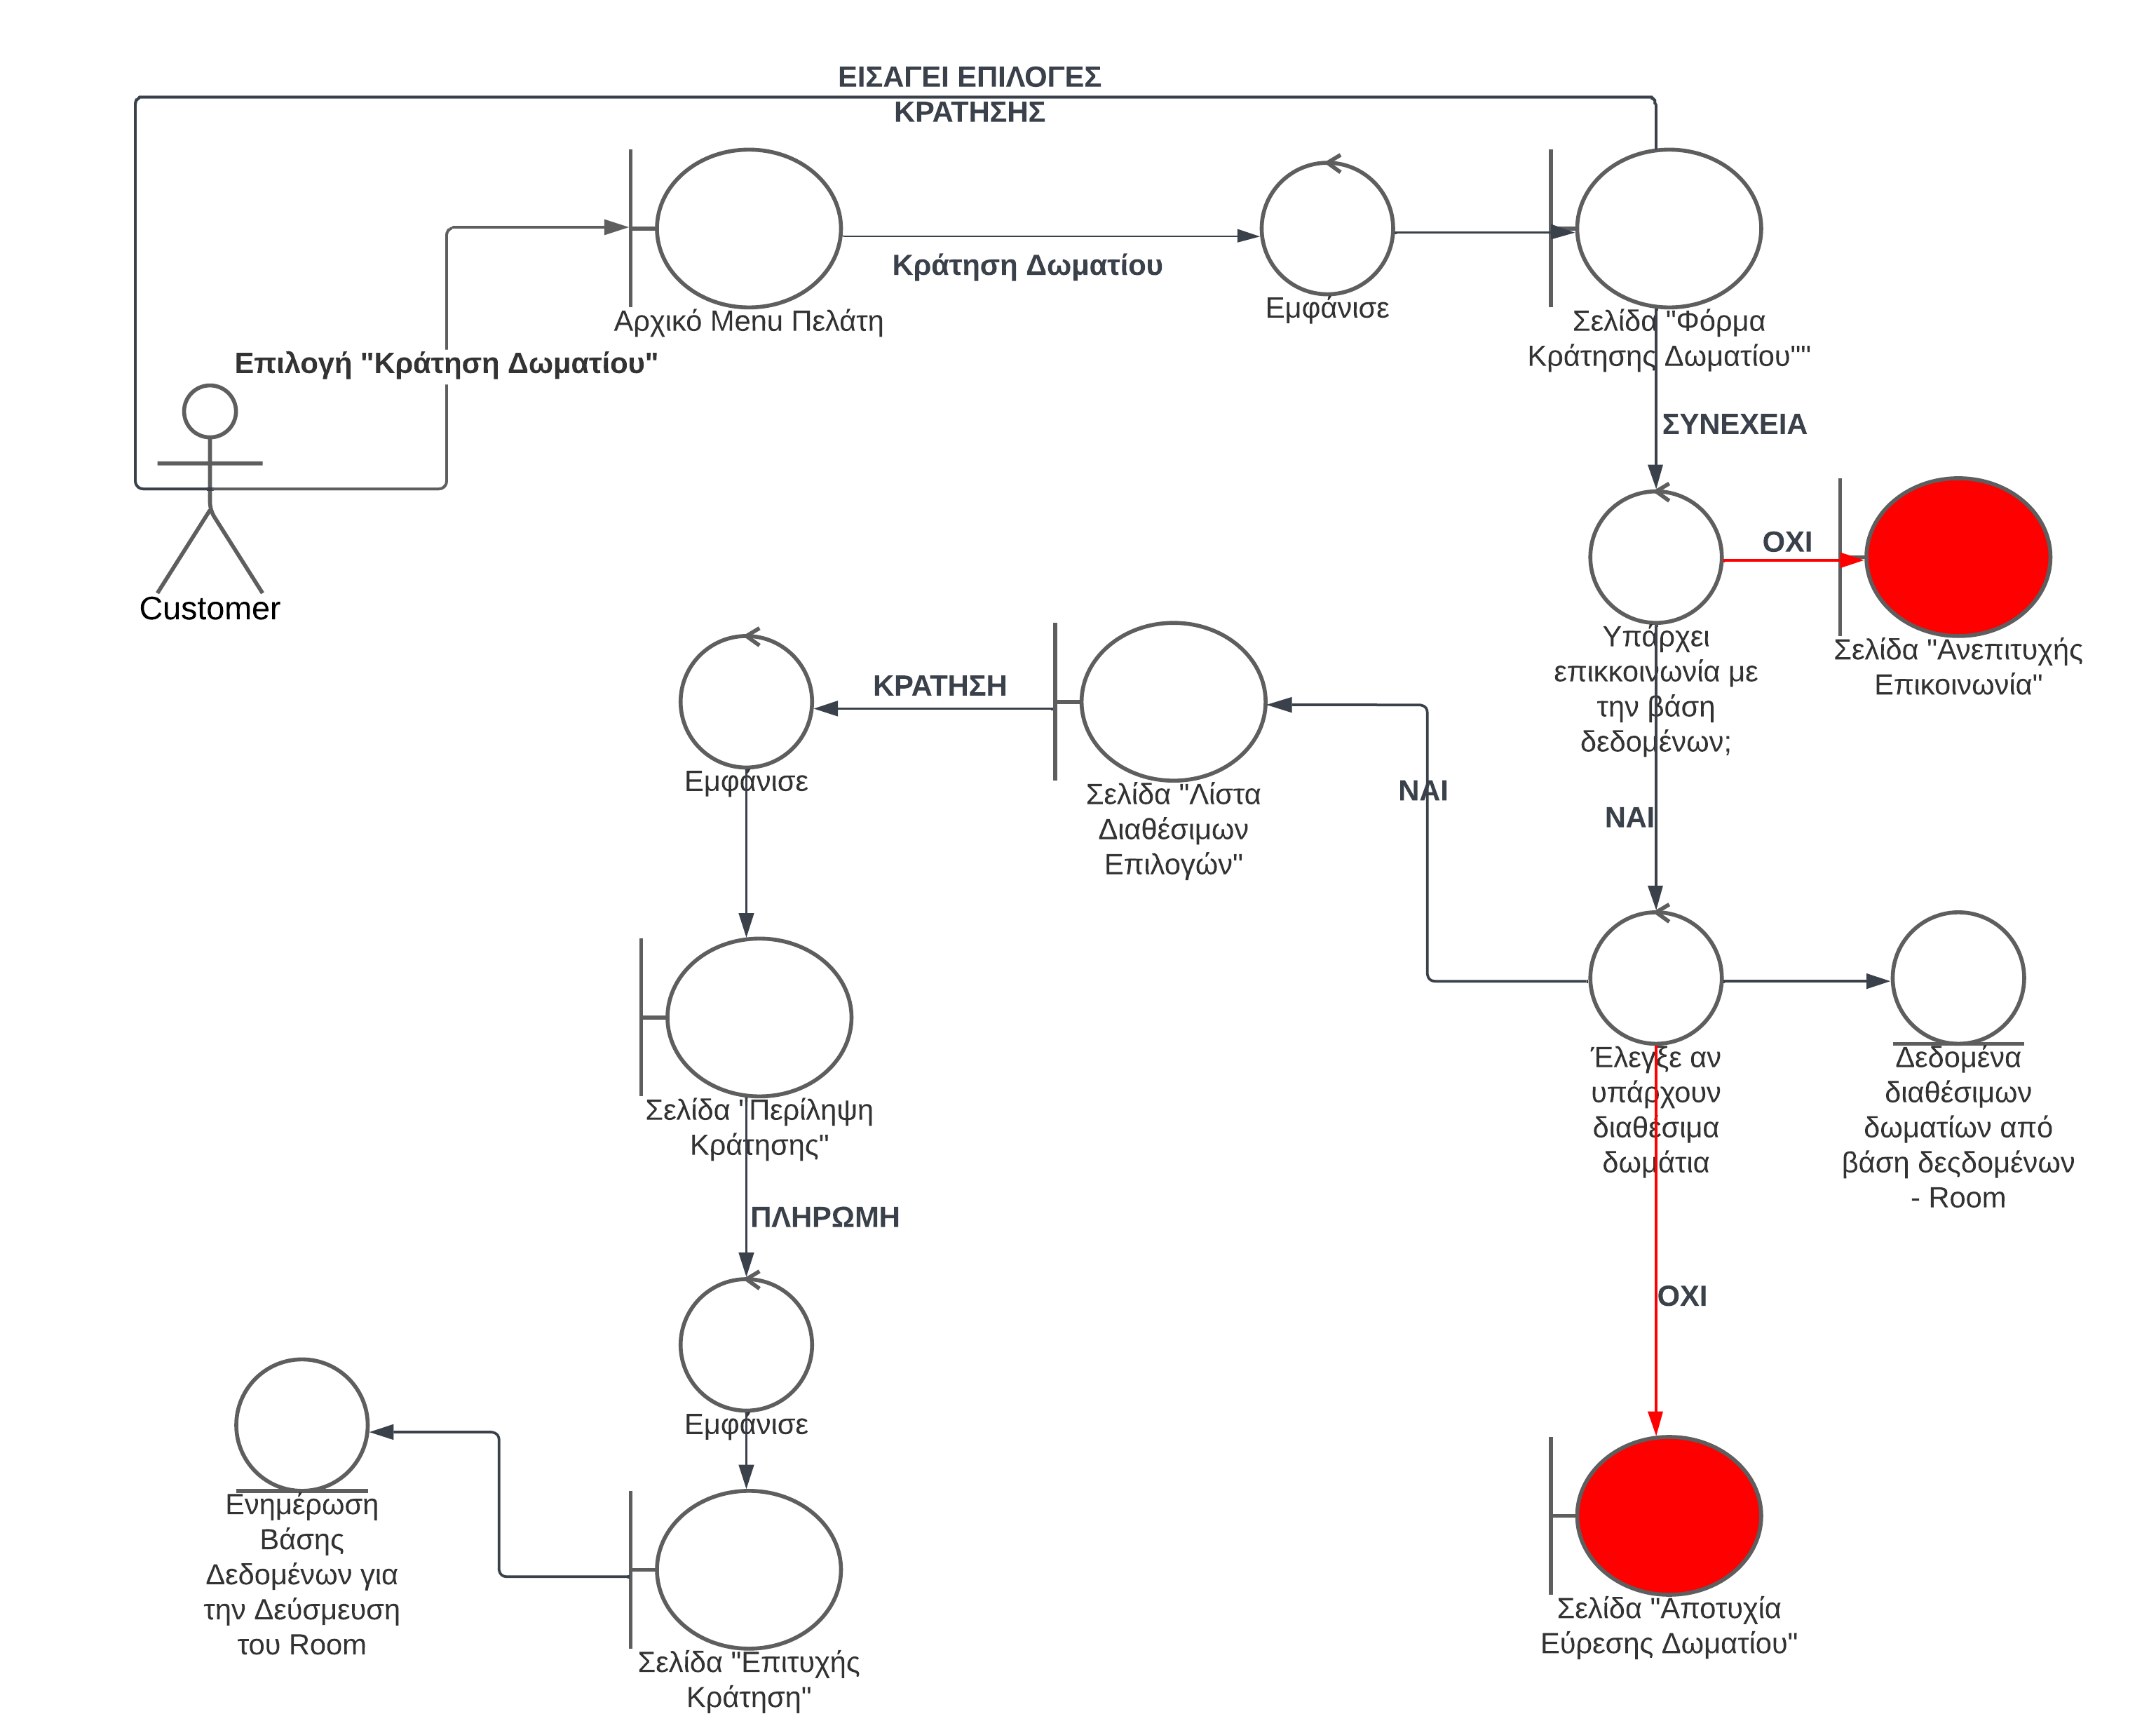 ΕΙΣΑΓΕΙ ΕΠΙΛΟΓΕΣ
ΚΡΑΤΗΣΗΣ
Κράτηση Δωματίου
Εμφάνισε
Αρχικό Menu Πελάτη
Σελίδα "Φόρμα
Κράτησης Δωματίου""
Επιλογή "Κράτηση Δωματίου"
Customer
ΣΥΝΕΧΕΙΑ
ΟΧΙ
Υπάρχει
επικκοινωνία με
την βάση
δεδομένων;
Σελίδα "Ανεπιτυχής
Επικοινωνία"
ΚΡΑΤΗΣΗ
Εμφάνισε
Σελίδα "Λίστα
Διαθέσιμων
Επιλογών"
ΝΑΙ
ΝΑΙ
Έλεγξε αν
υπάρχουν
διαθέσιμα
δωμάτια
Δεδομένα
διαθέσιμων
δωματίων από
βάση δεςδομένων
- Room
Σελίδα "Περίληψη
Κράτησης"
ΠΛΗΡΩΜΗ
ΟΧΙ
Εμφάνισε
Ενημέρωση
Βάσης
Δεδομένων για
την Δεύσμευση
του Room
Σελίδα "Επιτυχής
Κράτηση"
Σελίδα "Αποτυχία
Εύρεσης Δωματίου"